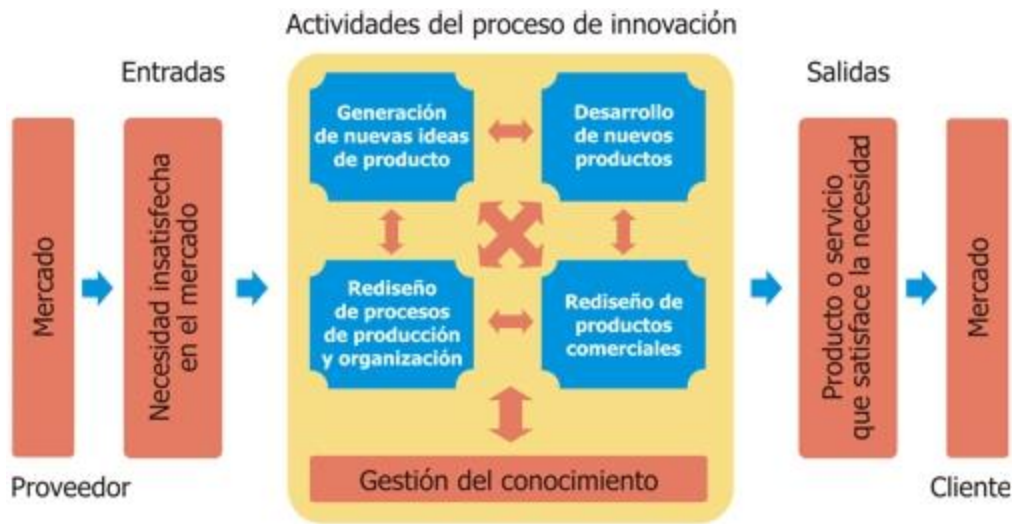 Actividades del proceso de innovación
Entradas
Salidas
Mercado
Necesidad insatisfecha
en el mercado
Generación
de nuevas ideas
de producto
Desarrollo
de nuevos
productos
Rediseño
de procesos
de producción
y organización
Rediseño de
productos
comerciales
Gestión del conocimiento
Producto o servicio
que satisface la necesidad
Mercado
Proveedor
Cliente